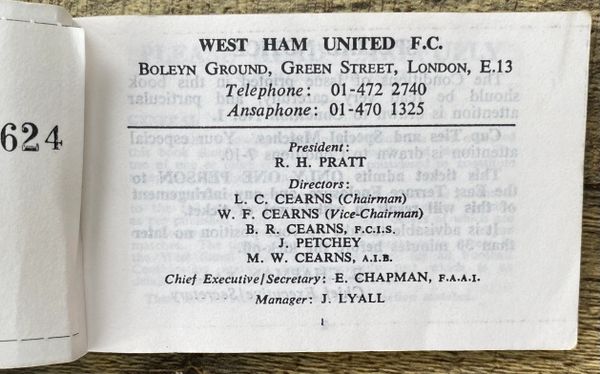 624
WEST HAM UNITED F.C.
BOLEYN GROUND, GREEN STREET, LONDON, E.13
Telephone: 01-472 2740
Ansaphone: 01-470 1325
President:
R. H. PRATT
Directors:
L. C. CEARNS (Chairman)
W. F. CEARNS (Vice-Chairman)
B. R. CEARNS, F.C.I.S.
J. PETCHEY
M. W. CEARNS, A.I.B.
Chief Executive/Secretary: E. CHAPMAN, F.A.A.I.
Manager: J. LYALL
1